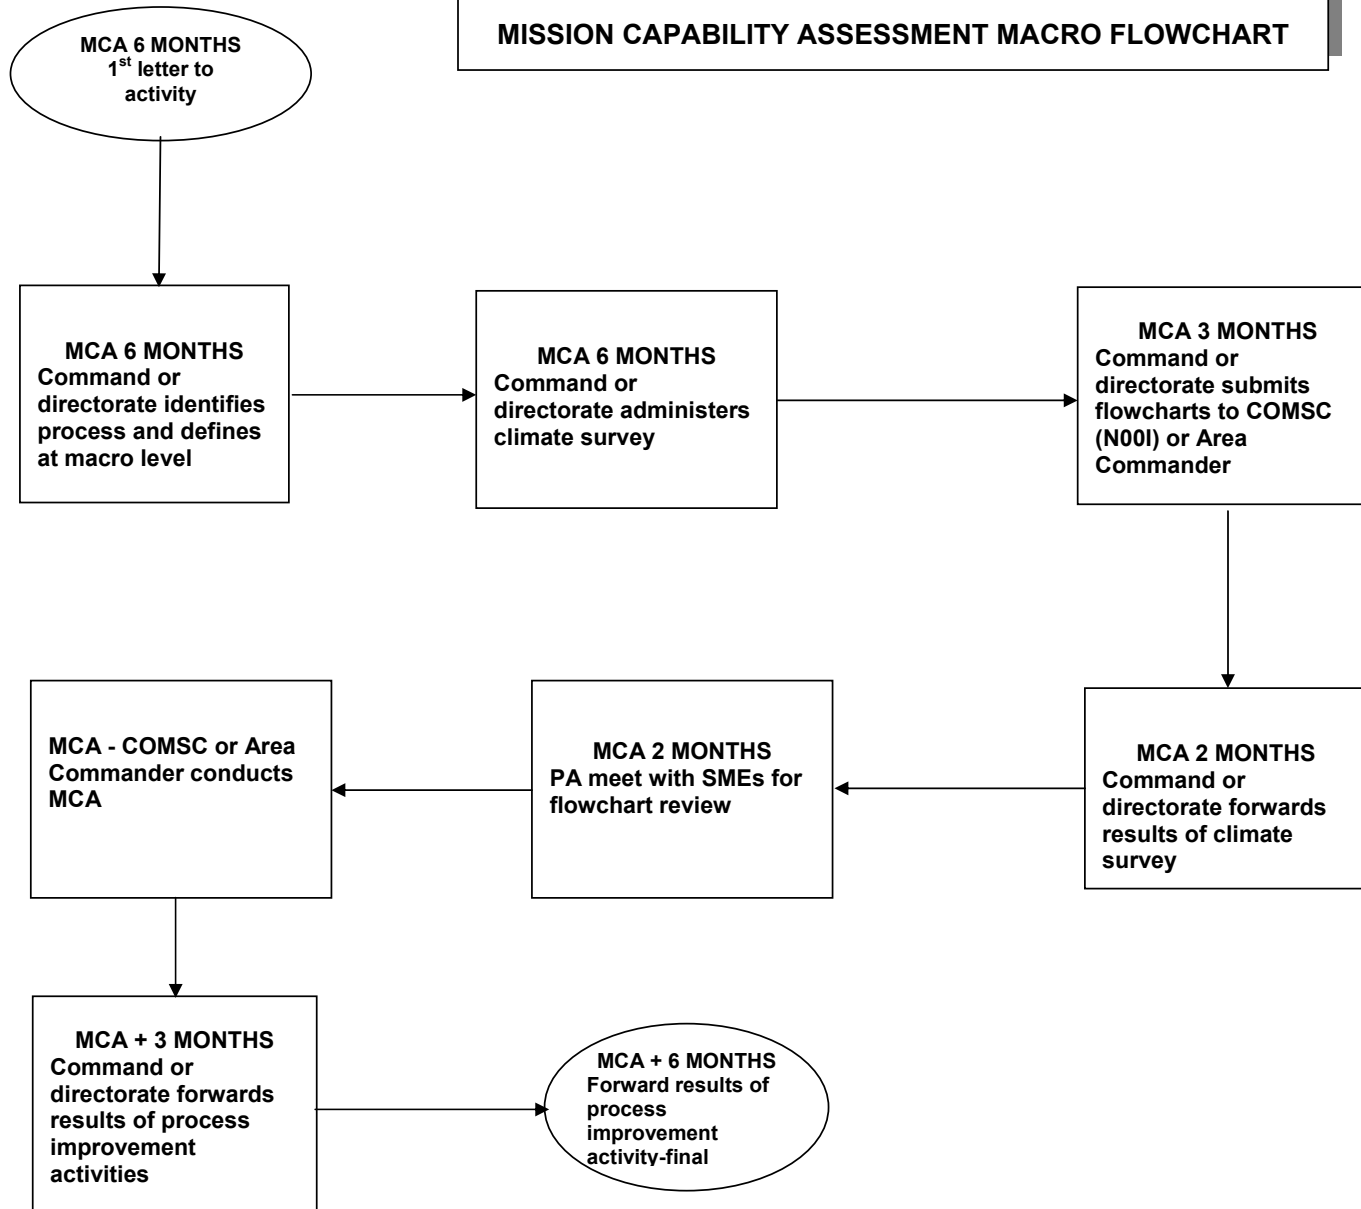 MISSION CAPABILITY ASSESSMENT MACRO FLOWCHART
MCA 6 MONTHS
1st letter to
activity
MCA 6 MONTHS
Command or
directorate identifies
process and defines
at macro level
MCA 6 MONTHS
Command or
directorate administers
climate survey
MCA 3 MONTHS
Command or
directorate submits
flowcharts to COMSC
(N00I) or Area
Commander
MCA 2 MONTHS
Command or
directorate forwards
results of climate
survey
MCA 2 MONTHS
PA meet with SMEs for
flowchart review
MCA - COMSC or Area
Commander conducts
MCA
MCA + 3 MONTHS
Command or
directorate forwards
results of process
improvement
activities
MCA + 6 MONTHS
Forward results of
process
improvement
activity-final